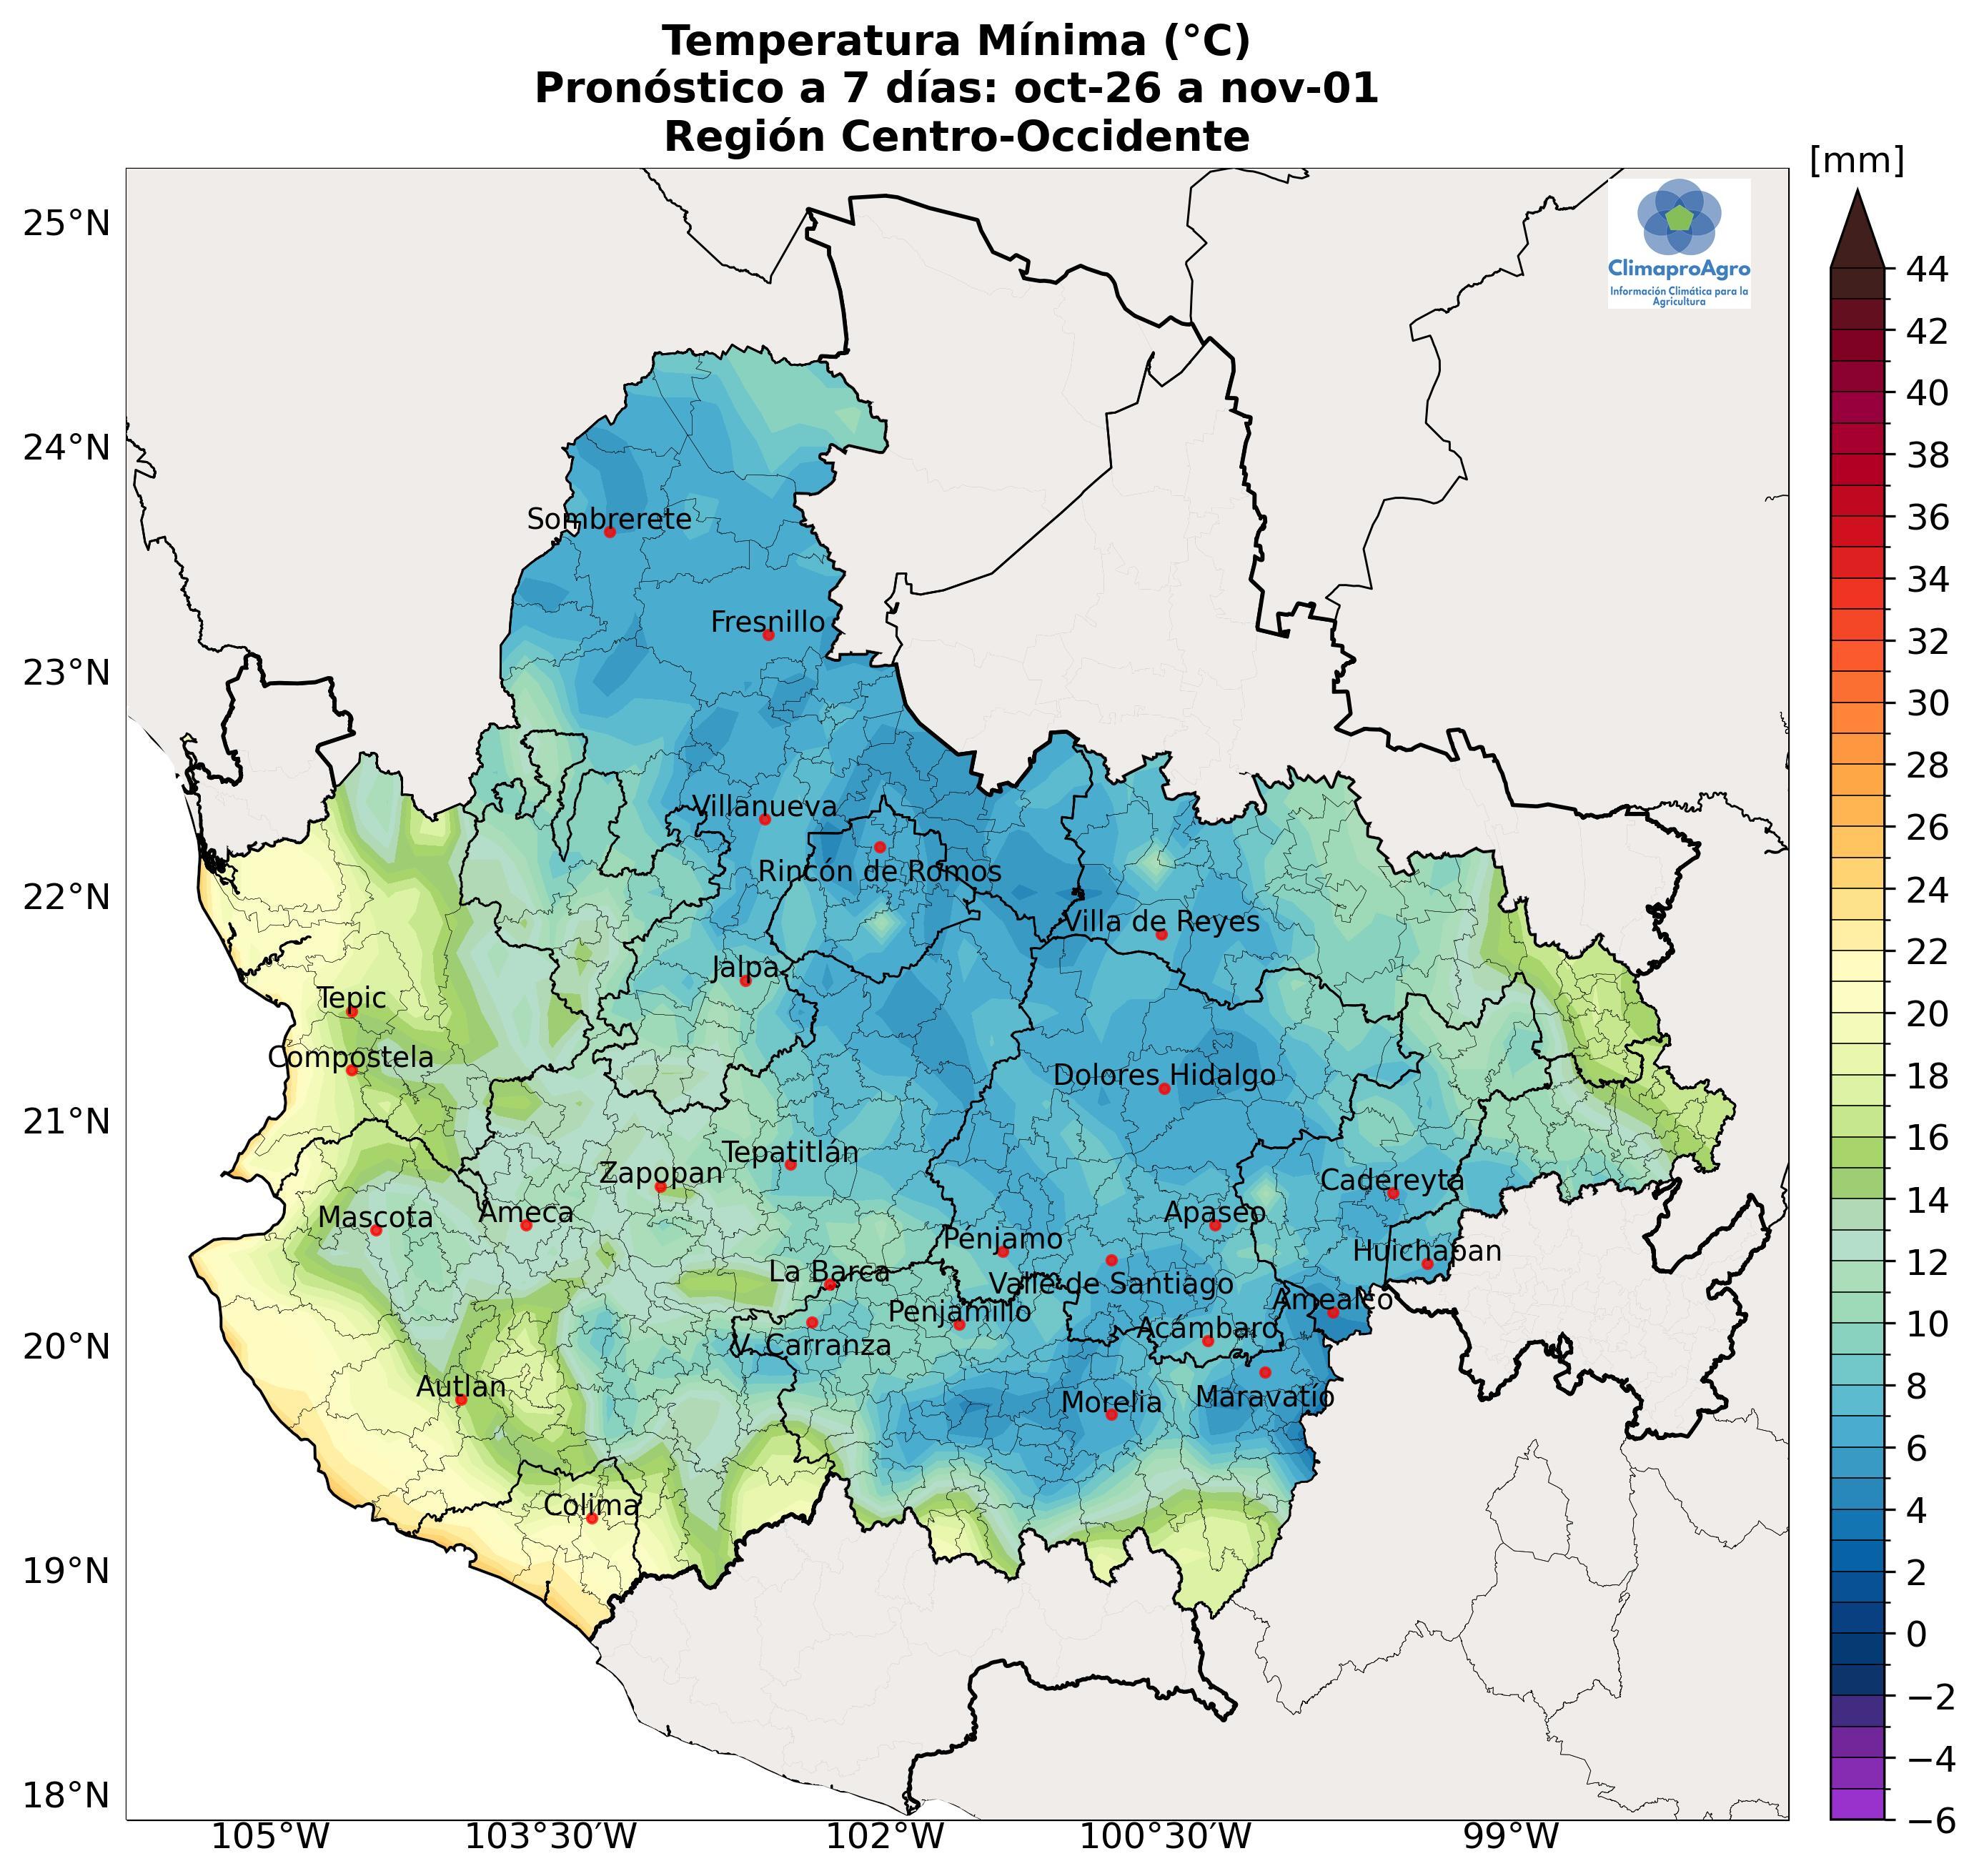 Temperatura Mínima (°C)
Pronóstico a 7 días: oct-26 a nov-01
Región Centro-Occidente
[mm]
25°N
24°N
23°N
22°N
21°N
20°N
19°N
18°N
ClimaproAgro
Información Climática para la
Agricultura
Sombrerete
Fresnillo
Villanueva
Rincón de Romos
Villa de Reyes
Jalpa
Tepic
Compostela
Dolores Hidalgo
Tepatitlán
Zapopan
Cadereyta
Mascota
Ameca
Apaseo
Penjamo
Huichapan
La Barca
Valle de Santiago
Amealco
Penjamillo
Acámbaro
V. Carranza
Autlan
Morelia
Maravatío
Colima
44
42
40
38
36
34
32
30
28
26
24
22
20
18
16
14
12
10
8
6
4
2
0
−2
−4
−6
105°W
103°30′W
102°W
100°30′W
99°W